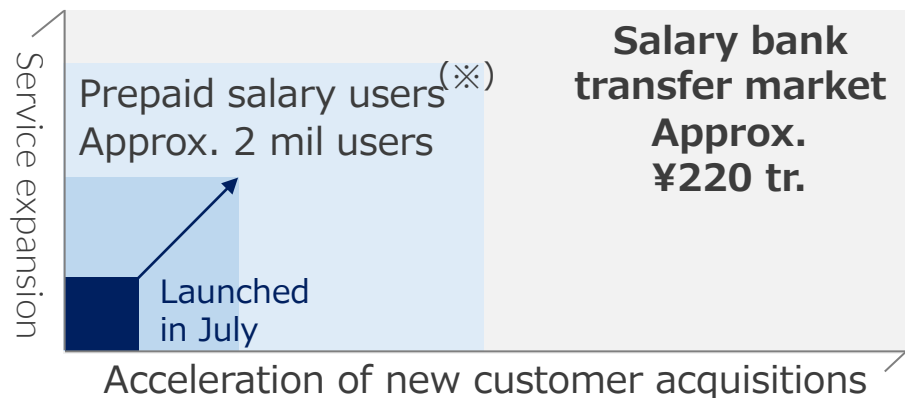 Service expansion
Prepaid salary users(※)
Approx. 2 mil users
Salary bank
transfer market
Approx.
¥220 tr.
Launched
in July
Acceleration of new customer acquisitions